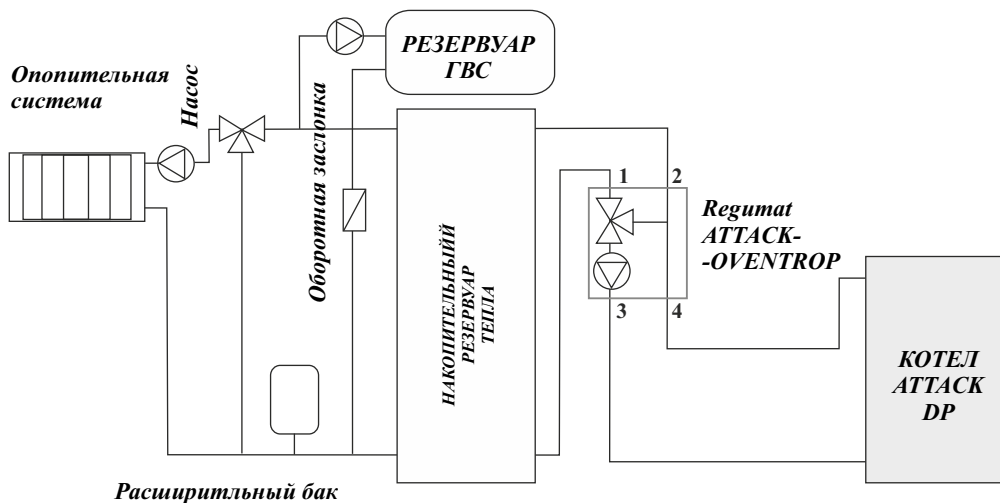 РЕЗЕРВУАР
ГВС
Опопительная
система
Насос
Оборотная заслонка
НАКОПИТЕЛЬНЫЙЙ
РЕЗЕРВУАР
ТЕПЛА
1
2
Regumat
ATTACK-
-OVENTROP
3
4
КОТЕЛ
ATTACK
DP
Расширитльный бак